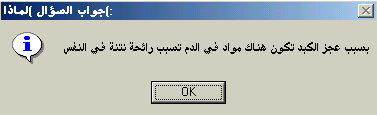 جواب السؤال (لماذا):
بسبب عجز الكبد تكون هناك مواد في الدم تسبب رائحة نتنة في النفس
OK